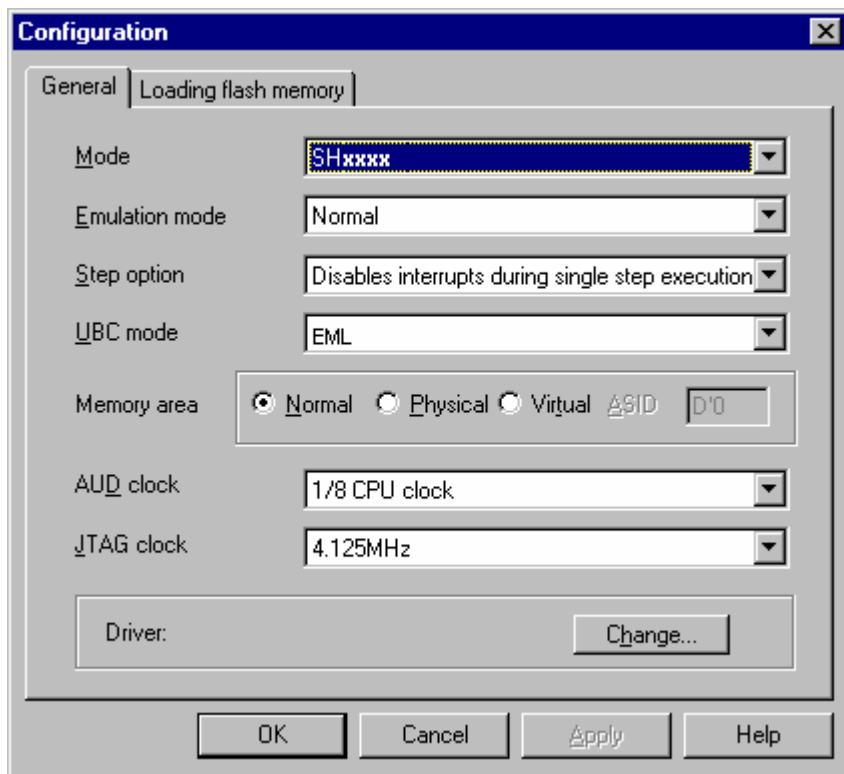 Configuration
General Loading flash memory
Mode SHxxxx
Emulation mode Normal
Step option Disables interrupts during single step execution
UBC mode EML
Memory area Normal Physical Virtual ASID D'0
AUD clock 1/8 CPU clock
JTAG clock 4.125MHz
Driver: Change...
OK Cancel Apply Help